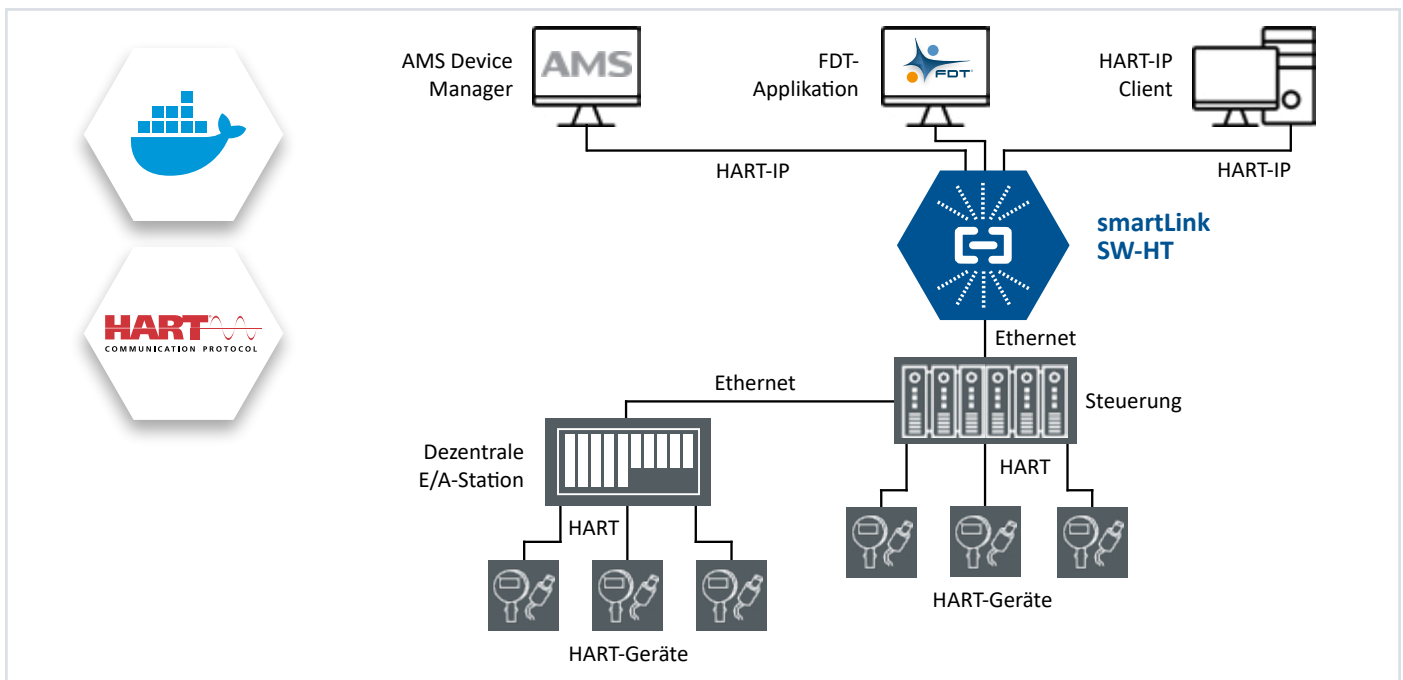 AMS Device
Manager
AMS
FDT-
Applikation
FDT
HART-IP
Client
HART-IP
HART-IP
HART
COMMUNICATION PROTOCOL
smartLink
SW-HT
Ethernet
Ethernet
Steuerung
Dezentrale
E/A-Station
HART
HART
HART-Geräte
HART-Geräte